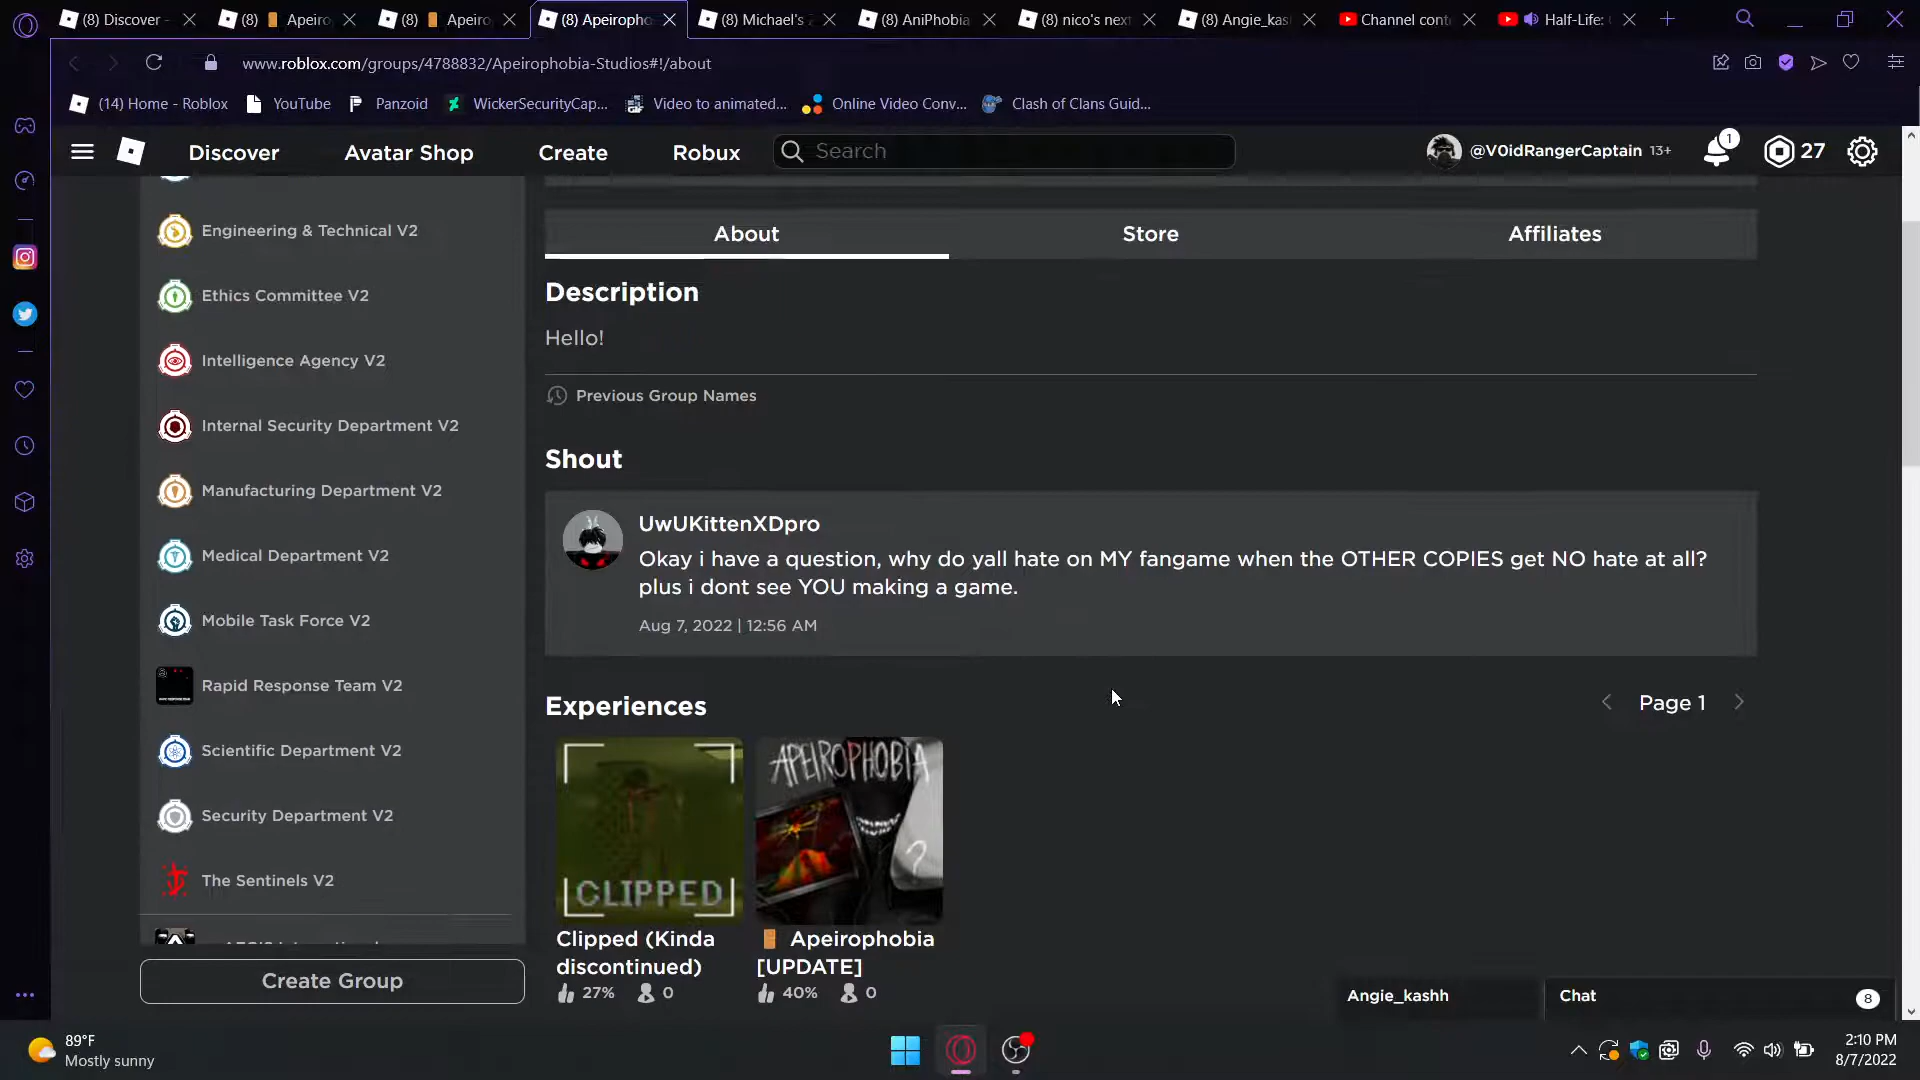 (8) Discover -
(8) Apeiro
(8) Apeiro
(8) Apeiropho
(8) Michael's Z
(8) AniPhobia
(8) nico's next
(8) Angie_kash
Channel cont
Half-Life:
www.roblox.com/groups/4788832/Apeirophobia-Studios#!/about
(14) Home - Roblox
YouTube
Panzoid
WickerSecurityCap...
Video to animated...
Online Video Conv...
Clash of Clans Guid...
Discover
Avatar Shop
Create
Robux
Search
@V0idRangerCaptain 13+
1
27
Engineering & Technical V2
Ethics Committee V2
Intelligence Agency V2
Internal Security Department V2
Manufacturing Department V2
Medical Department V2
Mobile Task Force V2
Rapid Response Team V2
Scientific Department V2
Security Department V2
The Sentinels V2
Create Group
About
Store
Affiliates
Description
Hello!
Previous Group Names
Shout
UwUKittenXDpro
Okay i have a question, why do yall hate on MY fangame when the OTHER COPIES get NO hate at all?
plus i dont see YOU making a game.
Aug 7, 2022 | 12:56 AM
Experiences
Page 1
CLIPPED
APEIROPHOBIA
?
Clipped (Kinda
discontinued)
27% 0
Apeirophobia
[UPDATE]
40% 0
Angie_kashh
Chat
8
89°F
Mostly sunny
2:10 PM
8/7/2022